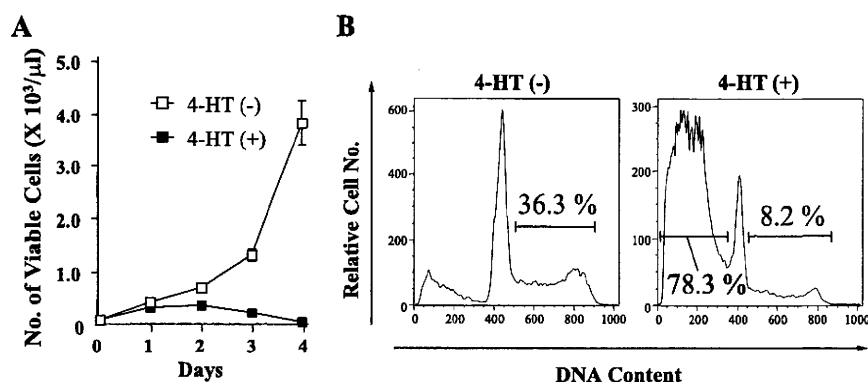 A
No. of Viable Cells (X 10³/μl)
5.0
4.0
3.0
2.0
1.0
0
4-HT (-)
4-HT (+)
0 1 2 3 4
Days
B
Relative Cell No.
4-HT (-)
600
400
200
0
36.3 %
0 200 400 600 800 1000
4-HT (+)
300
200
100
0
8.2 %
78.3 %
0 200 400 600 800 1000
DNA Content